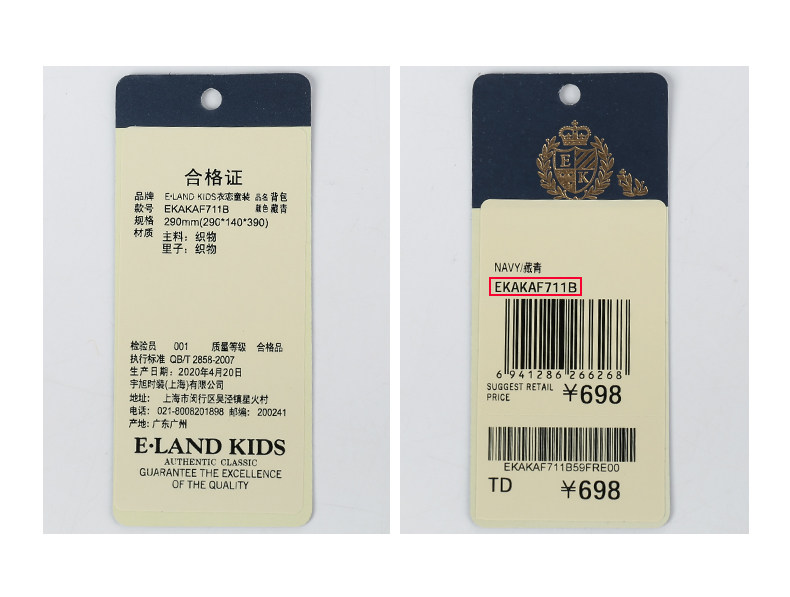 合格证
品牌 E·LAND KIDS衣恋童装 品名 背包
款号 EKAKAF711B 颜色 藏青
规格 290mm(290*140*390)
材质 主料：织物
里子：织物
检验员 001 质量等级 合格品
执行标准 QB/T 2858-2007
生产日期：2020年4月20日
宇旭时装(上海)有限公司
地址： 上海市闵行区吴泾镇星火村
电话： 021-8008201898 邮编： 200241
产地: 广东广州
E·LAND KIDS
AUTHENTIC CLASSIC
GUARANTEE THE EXCELLENCE
OF THE QUALITY
E
K
NAVY/藏青
EKAKAF711B
6 941286 266268
SUGGEST RETAIL
PRICE
¥698
EKAKAF711B59FRE00
TD ¥698